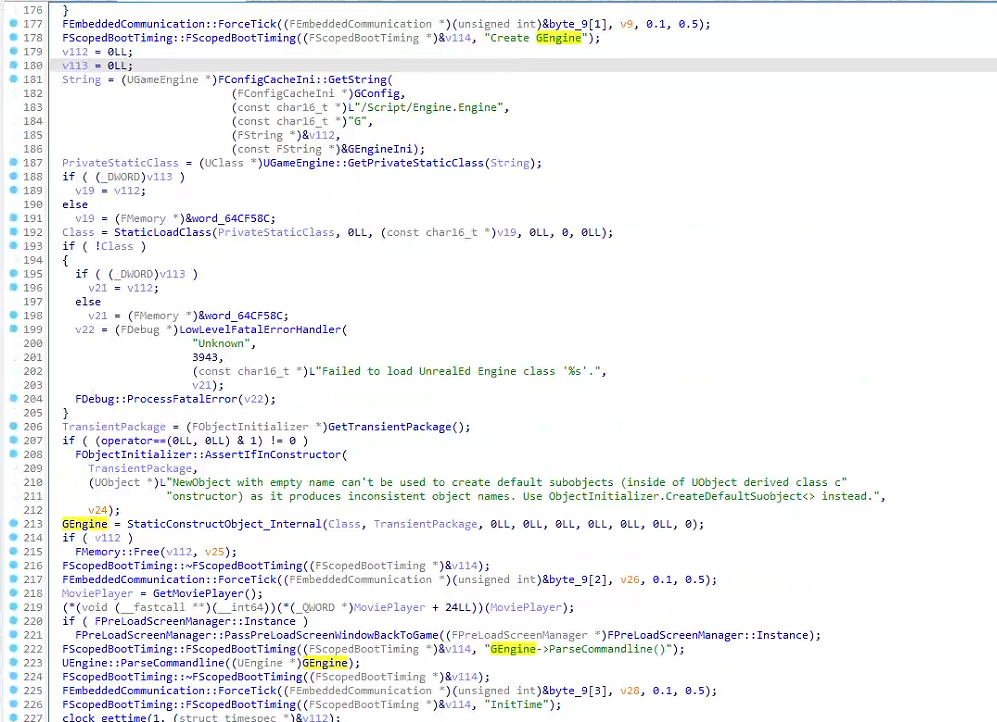 176 }
177 FEmbeddedCommunication::ForceTick((FEmbeddedCommunication *)(unsigned int)&byte_9[1], v9, 0.1, 0.5);
178 FScopedBootTiming::FScopedBootTiming((FScopedBootTiming *)&v114, "Create GEngine");
179 v112 = 0LL;
180 v113 = 0LL;
181 String = (UGameEngine *)FConfigCacheIni::GetString(
182 (FConfigCacheIni *)GConfig,
183 (const char16_t *)L"/Script/Engine.Engine",
184 (const char16_t *)"G",
185 (FString *)&v112,
186 (const FString *)&GEngineIni);
187 PrivateStaticClass = (UClass *)UGameEngine::GetPrivateStaticClass(String);
188 if ( (_DWORD)v113 )
189 v19 = v112;
190 else
191 v19 = (FMemory *)&word_64CF58C;
192 Class = StaticLoadClass(PrivateStaticClass, 0LL, (const char16_t *)v19, 0LL, 0, 0LL);
193 if ( !Class )
194 {
195 if ( (_DWORD)v113 )
196 v21 = v112;
197 else
198 v21 = (FMemory *)&word_64CF58C;
199 v22 = (FDebug *)LowLevelFatalErrorHandler(
200 "Unknown",
201 3943,
202 (const char16_t *)L"Failed to load UnrealEd Engine class '%s'.",
203 v21);
204 FDebug::ProcessFatalError(v22);
205 }
206 TransientPackage = (FObjectInitializer *)GetTransientPackage();
207 if ( (operator==(0LL, 0LL) & 1) != 0 )
208 FObjectInitializer::AssertIfInConstructor(
209 TransientPackage,
210 (UObject *)L"NewObject with empty name can't be used to create default subobjects (inside of UObject derived class c"
211 "onstructor) as it produces inconsistent object names. Use ObjectInitializer.CreateDefaultSuobject<> instead.",
212 v24);
213 GEngine = StaticConstructObject_Internal(Class, TransientPackage, 0LL, 0LL, 0LL, 0LL, 0LL, 0LL, 0);
214 if ( v112 )
215 FMemory::Free(v112, v25);
216 FScopedBootTiming::~FScopedBootTiming((FScopedBootTiming *)&v114);
217 FEmbeddedCommunication::ForceTick((FEmbeddedCommunication *)(unsigned int)&byte_9[2], v26, 0.1, 0.5);
218 MoviePlayer = GetMoviePlayer();
219 (*(void (__fastcall **)(__int64))(*(_QWORD *)MoviePlayer + 24LL))(MoviePlayer);
220 if ( FPreLoadScreenManager::Instance )
221 FPreLoadScreenManager::PassPreLoadScreenWindowBackToGame((FPreLoadScreenManager *)FPreLoadScreenManager::Instance);
222 FScopedBootTiming::FScopedBootTiming((FScopedBootTiming *)&v114, "GEngine->ParseCommandline()");
223 UEngine::ParseCommandline((UEngine *)GEngine);
224 FScopedBootTiming::~FScopedBootTiming((FScopedBootTiming *)&v114);
225 FEmbeddedCommunication::ForceTick((FEmbeddedCommunication *)(unsigned int)&byte_9[3], v28, 0.1, 0.5);
226 FScopedBootTiming::FScopedBootTiming((FScopedBootTiming *)&v114, "InitTime");
227 clock_gettime(1, (struct timespec *)&v112);